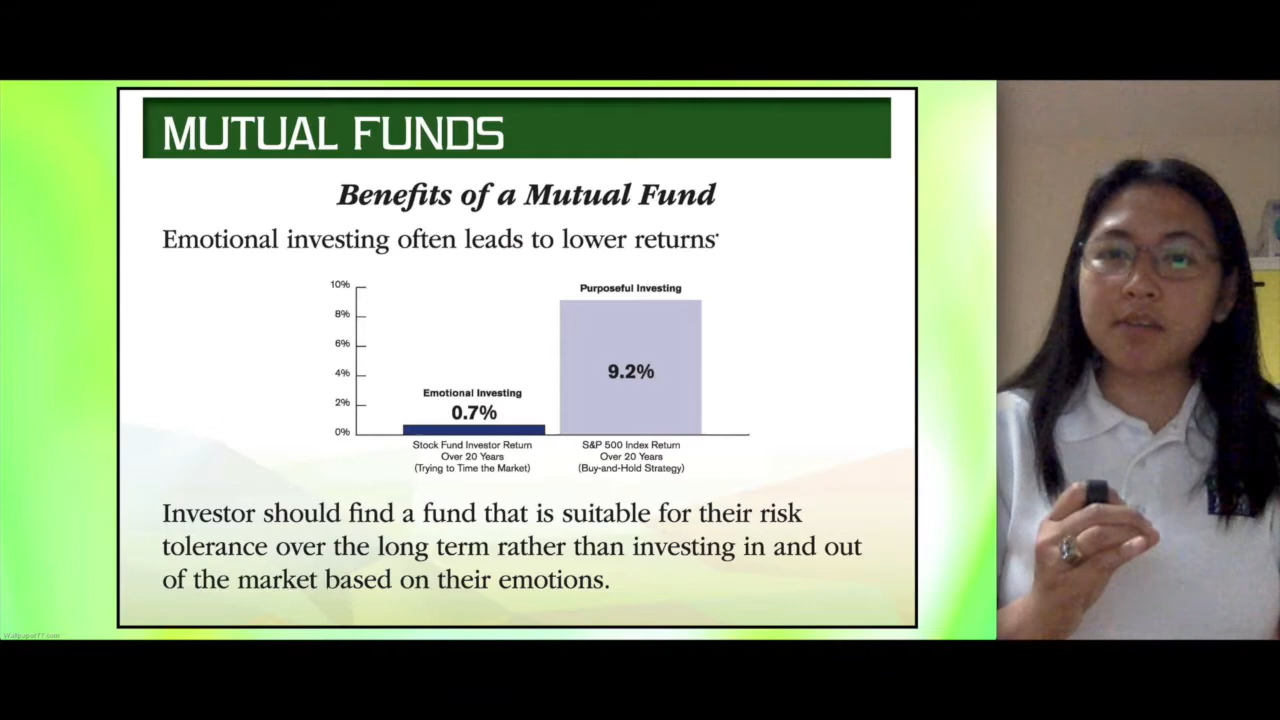 MUTUAL FUNDS
Benefits of a Mutual Fund
Emotional investing often leads to lower returns*
10%
8%
6%
4%
2%
0%
Purposeful Investing
9.2%
Emotional Investing
0.7%
Stock Fund Investor Return
Over 20 Years
(Trying to Time the Market)
S&P 500 Index Return
Over 20 Years
(Buy-and-Hold Strategy)
Investor should find a fund that is suitable for their risk
tolerance over the long term rather than investing in and out
of the market based on their emotions.
Wallpaper77.com